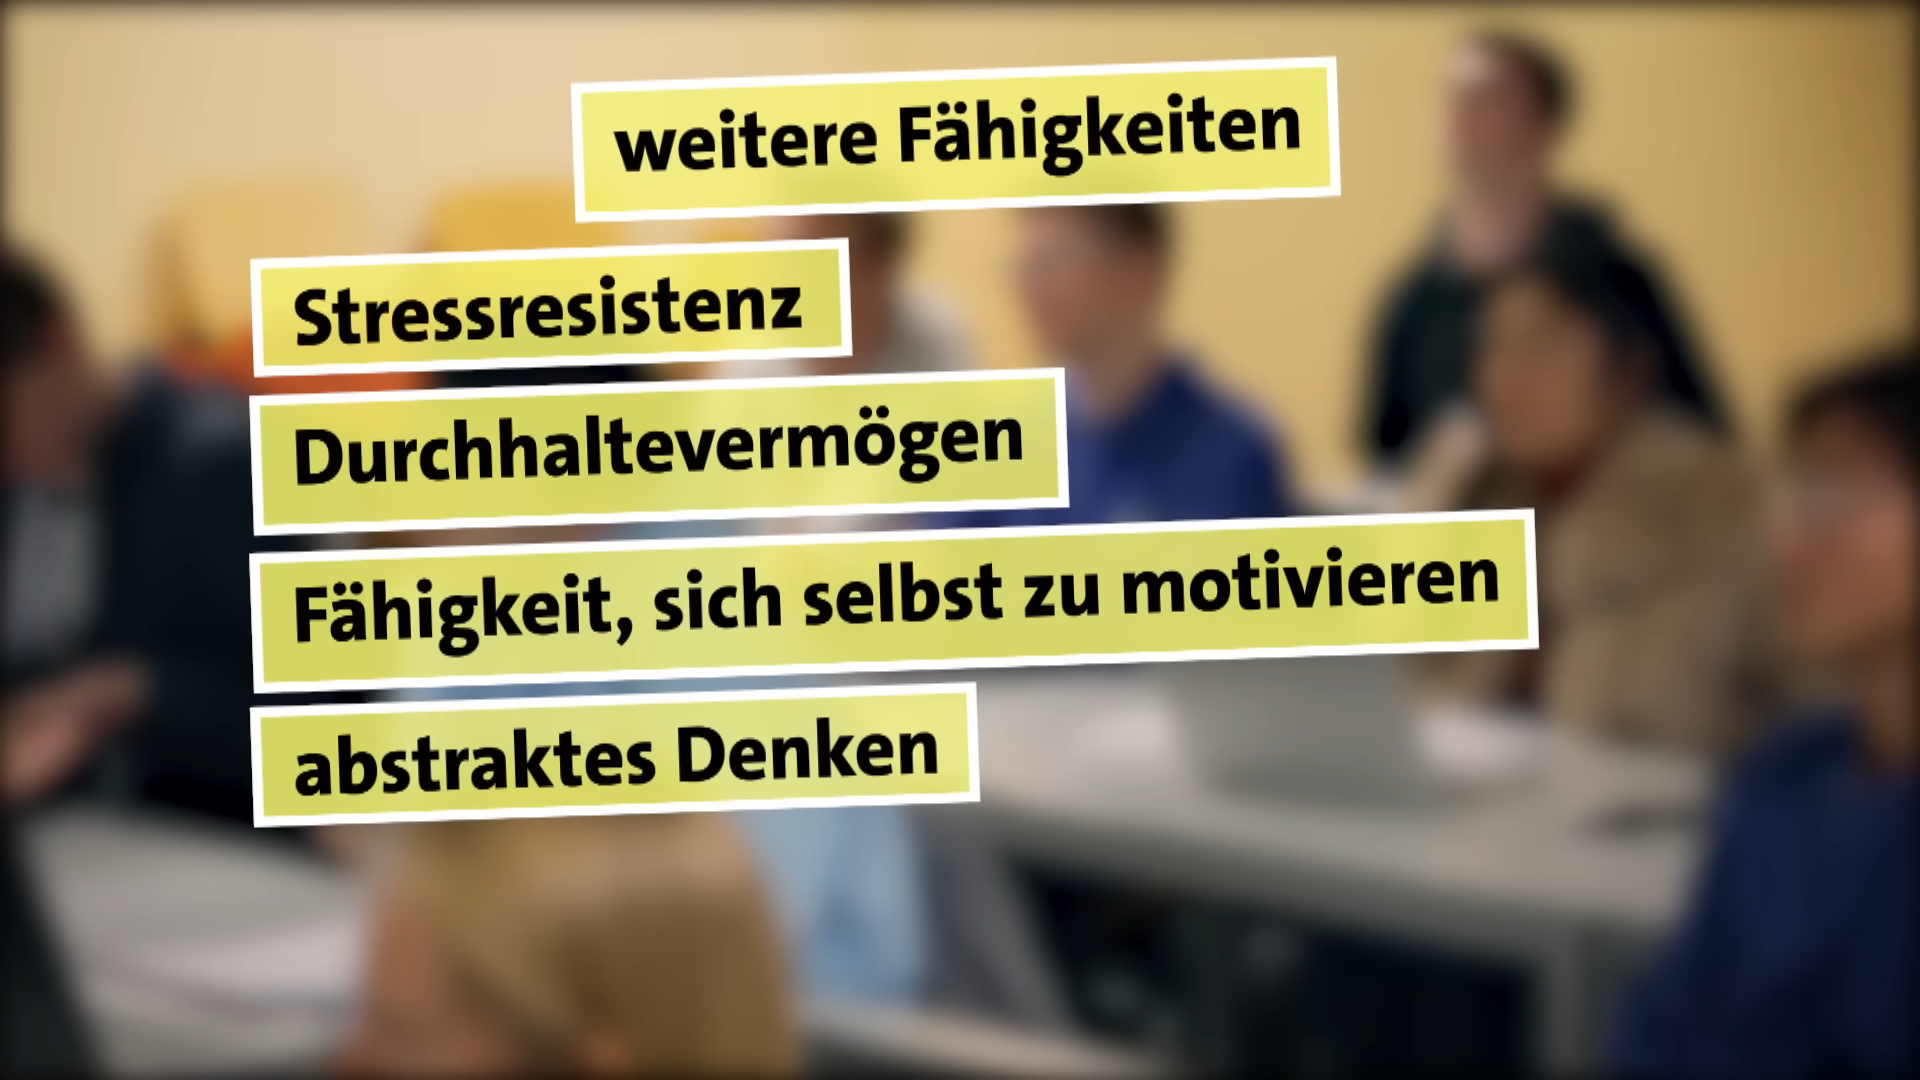 weitere Fähigkeiten
Stressresistenz
Durchhaltevermögen
Fähigkeit, sich selbst zu motivieren
abstraktes Denken